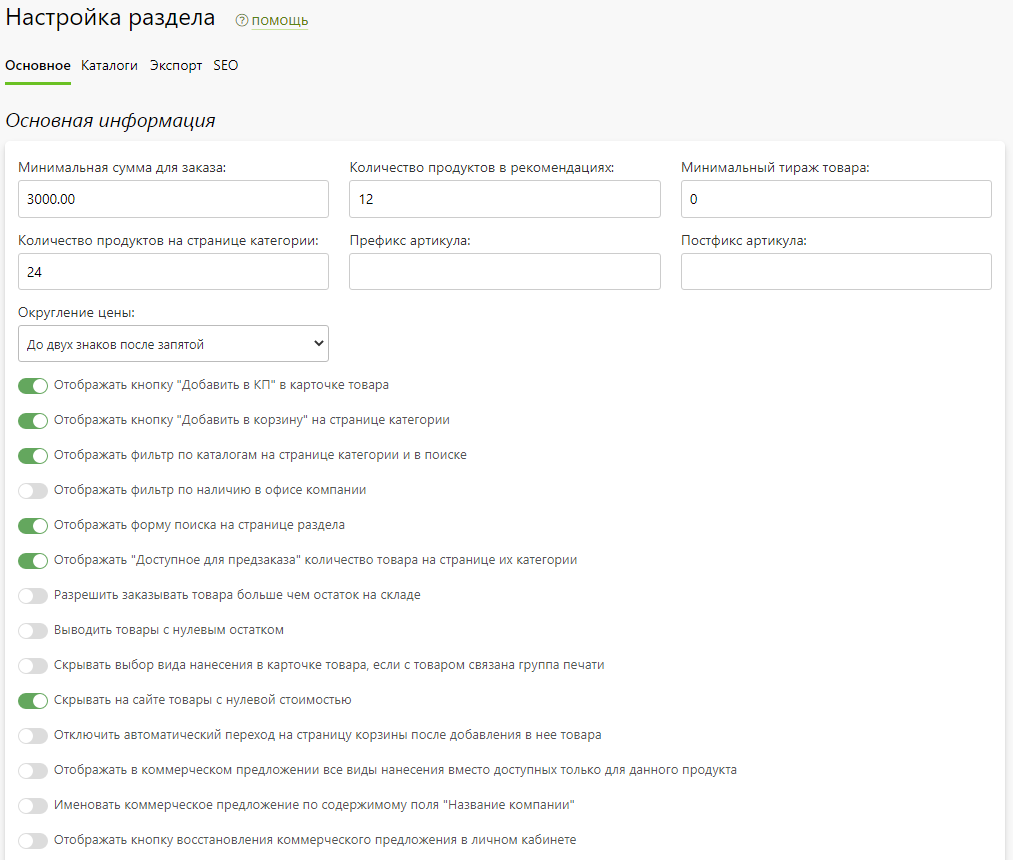 Настройка раздела ? помощь
Основное Каталоги Экспорт SEO
Основная информация
Минимальная сумма для заказа: Количество продуктов в рекомендациях: Минимальный тираж товара:
3000.00 12 0
Количество продуктов на странице категории: Префикс артикула: Постфикс артикула:
24
Округление цены:
До двух знаков после запятой
Отображать кнопку "Добавить в КП" в карточке товара
Отображать кнопку "Добавить в корзину" на странице категории
Отображать фильтр по каталогам на странице категории и в поиске
Отображать фильтр по наличию в офисе компании
Отображать форму поиска на странице раздела
Отображать "Доступное для предзаказа" количество товара на странице их категории
Разрешить заказывать товара больше чем остаток на складе
Выводить товары с нулевым остатком
Скрывать выбор вида нанесения в карточке товара, если с товаром связана группа печати
Скрывать на сайте товары с нулевой стоимостью
Отключить автоматический переход на страницу корзины после добавления в нее товара
Отображать в коммерческом предложении все виды нанесения вместо доступных только для данного продукта
Именовать коммерческое предложение по содержимому поля "Название компании"
Отображать кнопку восстановления коммерческого предложения в личном кабинете